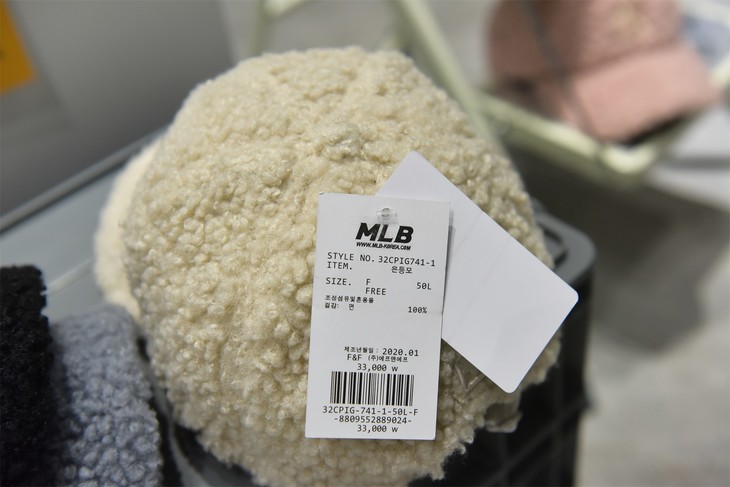 MLB
WWW.MLB-KOREA.COM
STYLE NO. 32CPIG741-1
ITEM. 은등모
SIZE. F 50L
FREE
조성섬유및혼용율
겉감: 면 100%
제조년월일 : 2020.01
F&F (주)에프앤에프
33,000 w
32CPIG-741-1-50L-F
-8809552889024-
33,000 w